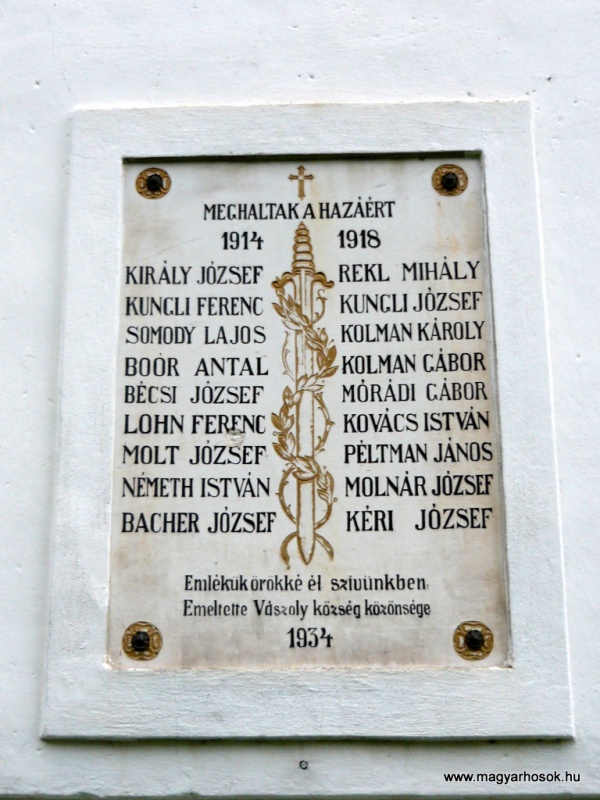 MEGHALTAK A HAZÁÉRT
1914 1918
KIRÁLY JÓZSEF REKL MIHÁLY
KUNGLI FERENC KUNGLI JÓZSEF
SOMODY LAJOS KOLMAN KÁROLY
BOÓR ANTAL KOLMAN GÁBOR
BÉCSI JÓZSEF MÓRÁDI GÁBOR
LOHN FERENC KOVÁCS ISTVÁN
MOLT JÓZSEF PÉLTMAN JÁNOS
NÉMETH ISTVÁN MOLNÁR JÓZSEF
BACHER JÓZSEF KÉRI JÓZSEF
Emlékük örökké él szívünkben.
Emeltette Vászoly község közönsége
1934
www.magyarhosok.hu